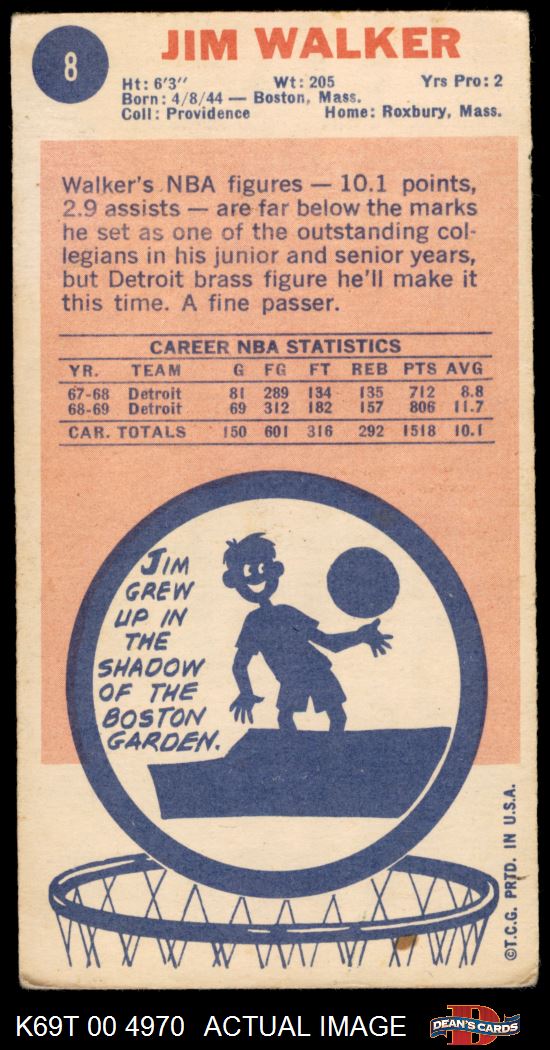 8
JIM WALKER
Ht: 6'3" Wt: 205 Yrs Pro: 2
Born: 4/8/44 — Boston, Mass.
Coll: Providence Home: Roxbury, Mass.
Walker's NBA figures — 10.1 points,
2.9 assists — are far below the marks
he set as one of the outstanding col-
legians in his junior and senior years,
but Detroit brass figure he'll make it
this time. A fine passer.
CAREER NBA STATISTICS
YR. TEAM G FG FT REB PTS AVG
67-68 Detroit 81 289 134 135 712 8.8
68-69 Detroit 69 312 182 157 806 11.7
CAR. TOTALS 150 601 316 292 1518 10.1
JIM
GREW
UP IN
THE
SHADOW
OF THE
BOSTON
GARDEN.
©T.C.G. PRTD. IN U.S.A.
K69T 00 4970 ACTUAL IMAGE
D
DEAN'S CARDS